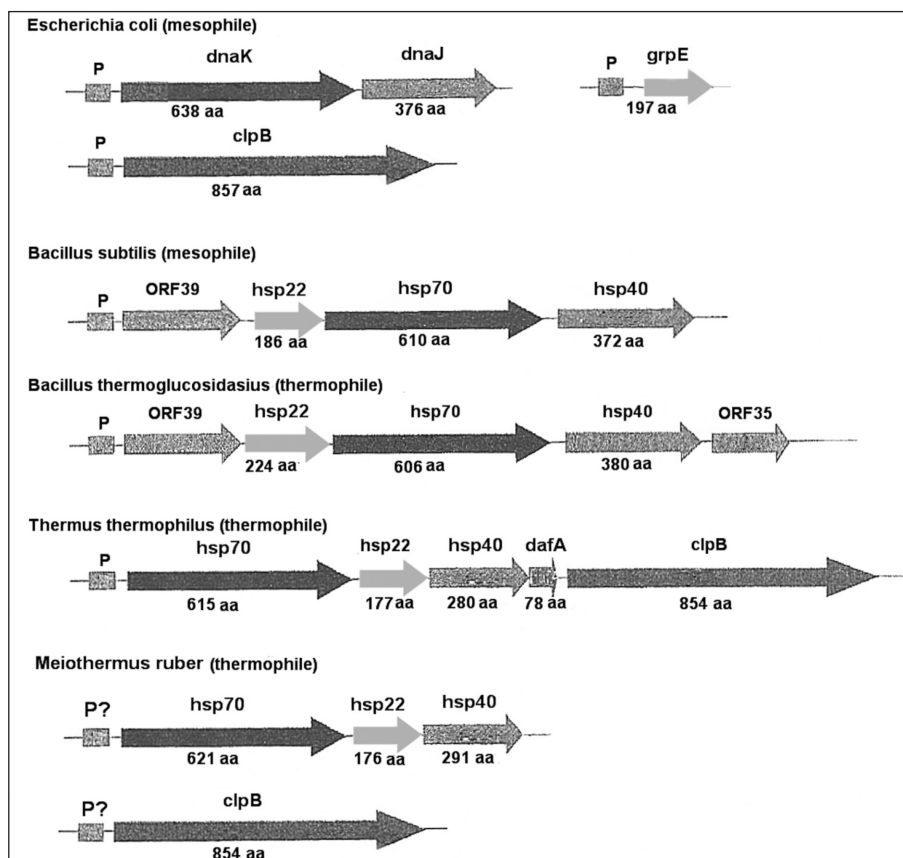 Escherichia coli (mesophile)
P dnaK dnaJ P grpE
638 aa 376 aa 197 aa
P clpB
857 aa
Bacillus subtilis (mesophile)
P ORF39 hsp22 hsp70 hsp40
186 aa 610 aa 372 aa
Bacillus thermoglucosidasius (thermophile)
P ORF39 hsp22 hsp70 hsp40 ORF35
224 aa 606 aa 380 aa
Thermus thermophilus (thermophile)
P hsp70 hsp22 hsp40 dafA clpB
615 aa 177 aa 280 aa 78 aa 854 aa
Meiothermus ruber (thermophile)
P? hsp70 hsp22 hsp40
621 aa 176 aa 291 aa
P? clpB
854 aa